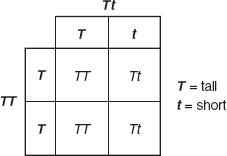 Tt
T t
T TT Tt
TT
T = tall
t = short
T TT Tt